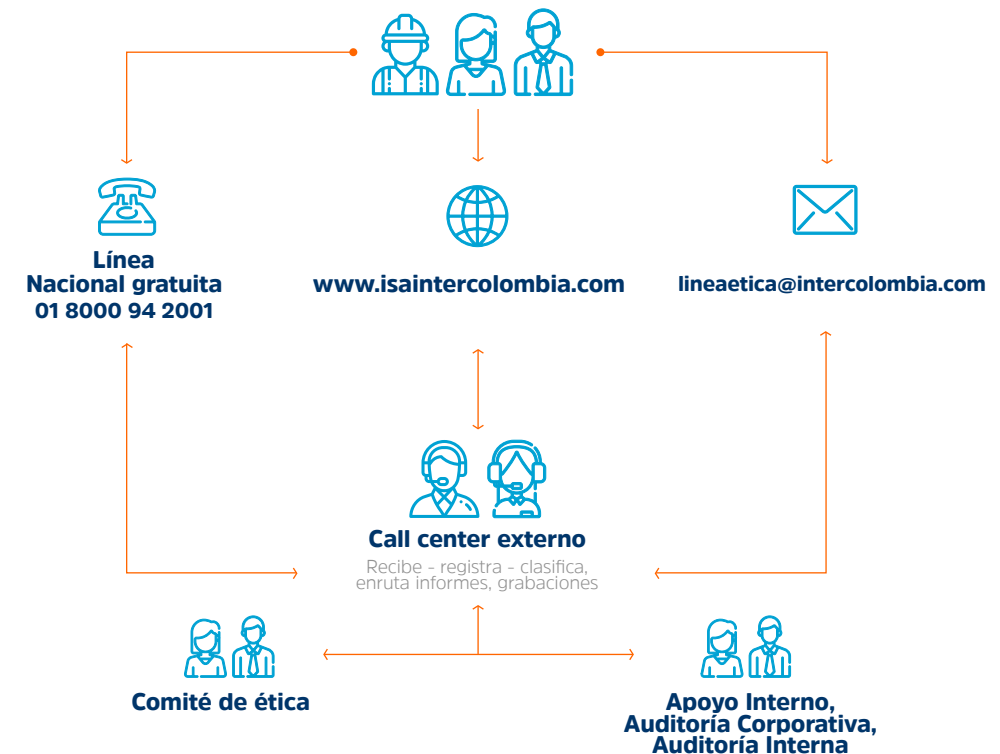 Línea
Nacional gratuita
01 8000 94 2001
www.isaintercolombia.com
lineaetica@intercolombia.com
Call center externo
Recibe - registra - clasifica,
enruta informes, grabaciones
Comité de ética
Apoyo Interno,
Auditoría Corporativa,
Auditoría Interna